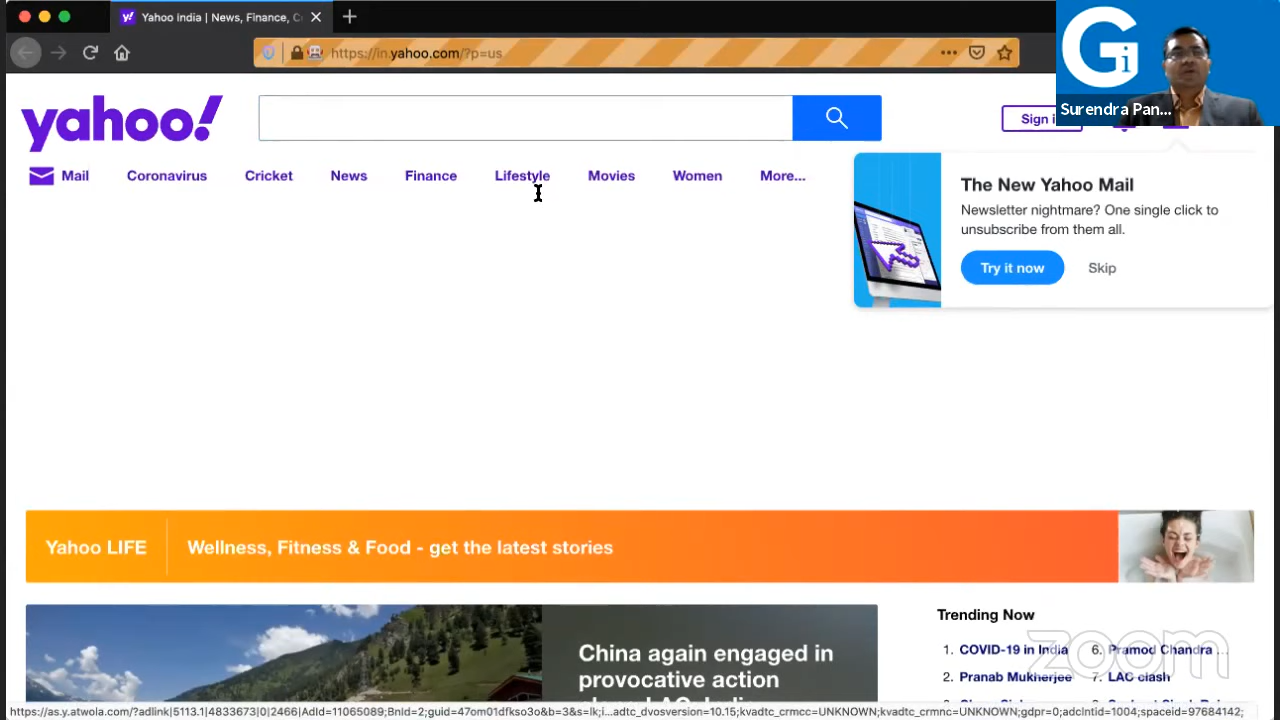 Yahoo India | News, Finance, C
https://in.yahoo.com/?p=us
Gi
Surendra Pan...
yahoo!
Sign i
Mail Coronavirus Cricket News Finance Lifestyle Movies Women More...
The New Yahoo Mail
Newsletter nightmare? One single click to
unsubscribe from them all.
Try it now Skip
Yahoo LIFE
Wellness, Fitness & Food - get the latest stories
China again engaged in
provocative action
Trending Now
1. COVID-19 in India
2. Pranab Mukherjee
6. Pramod Chandra ...
7. LAC clash
zoom
https://as.y.atwola.com/?adlink|5113.1|4833673|0|2466|AdId=11065089;BnId=2;guid=47om01dfkso3o&b=3&s=lk;i...adtc_dvosversion=10.15;kvadtc_crmcc=UNKNOWN;kvadtc_crmnc=UNKNOWN;gdpr=0;adclntid=1004;spaceid=97684142;